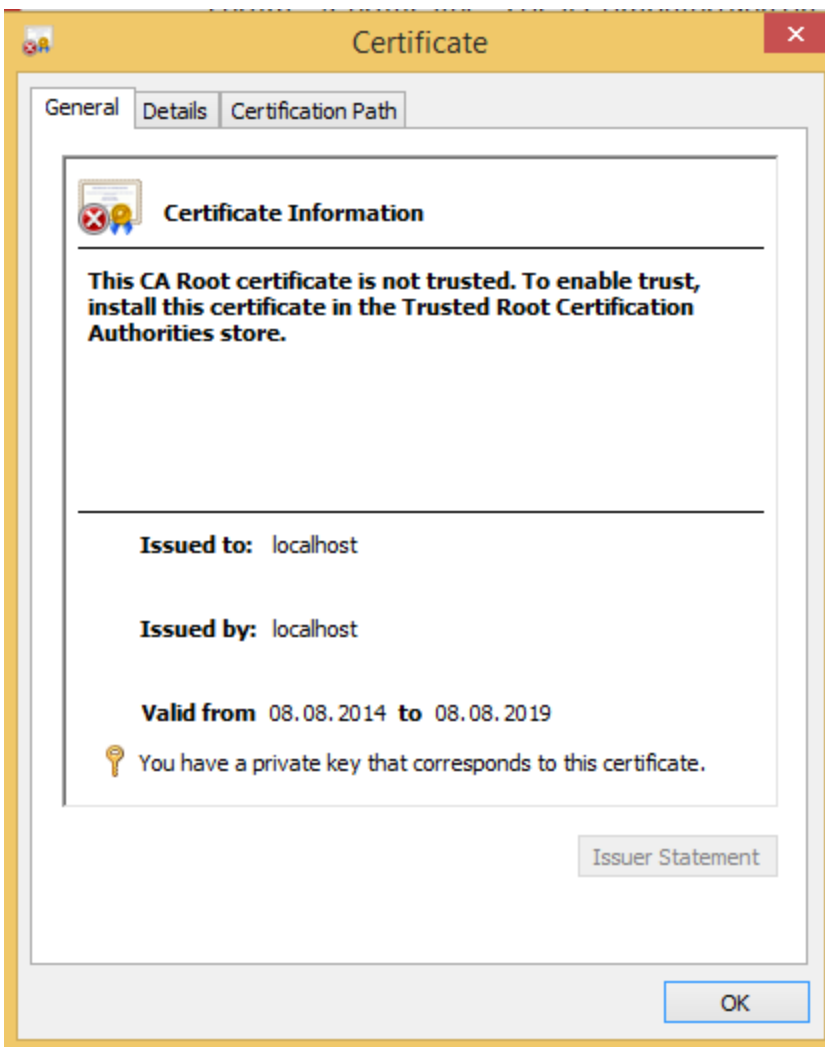 Certificate
General Details Certification Path
Certificate Information
This CA Root certificate is not trusted. To enable trust,
install this certificate in the Trusted Root Certification
Authorities store.
Issued to: localhost
Issued by: localhost
Valid from 08.08.2014 to 08.08.2019
You have a private key that corresponds to this certificate.
Issuer Statement
OK